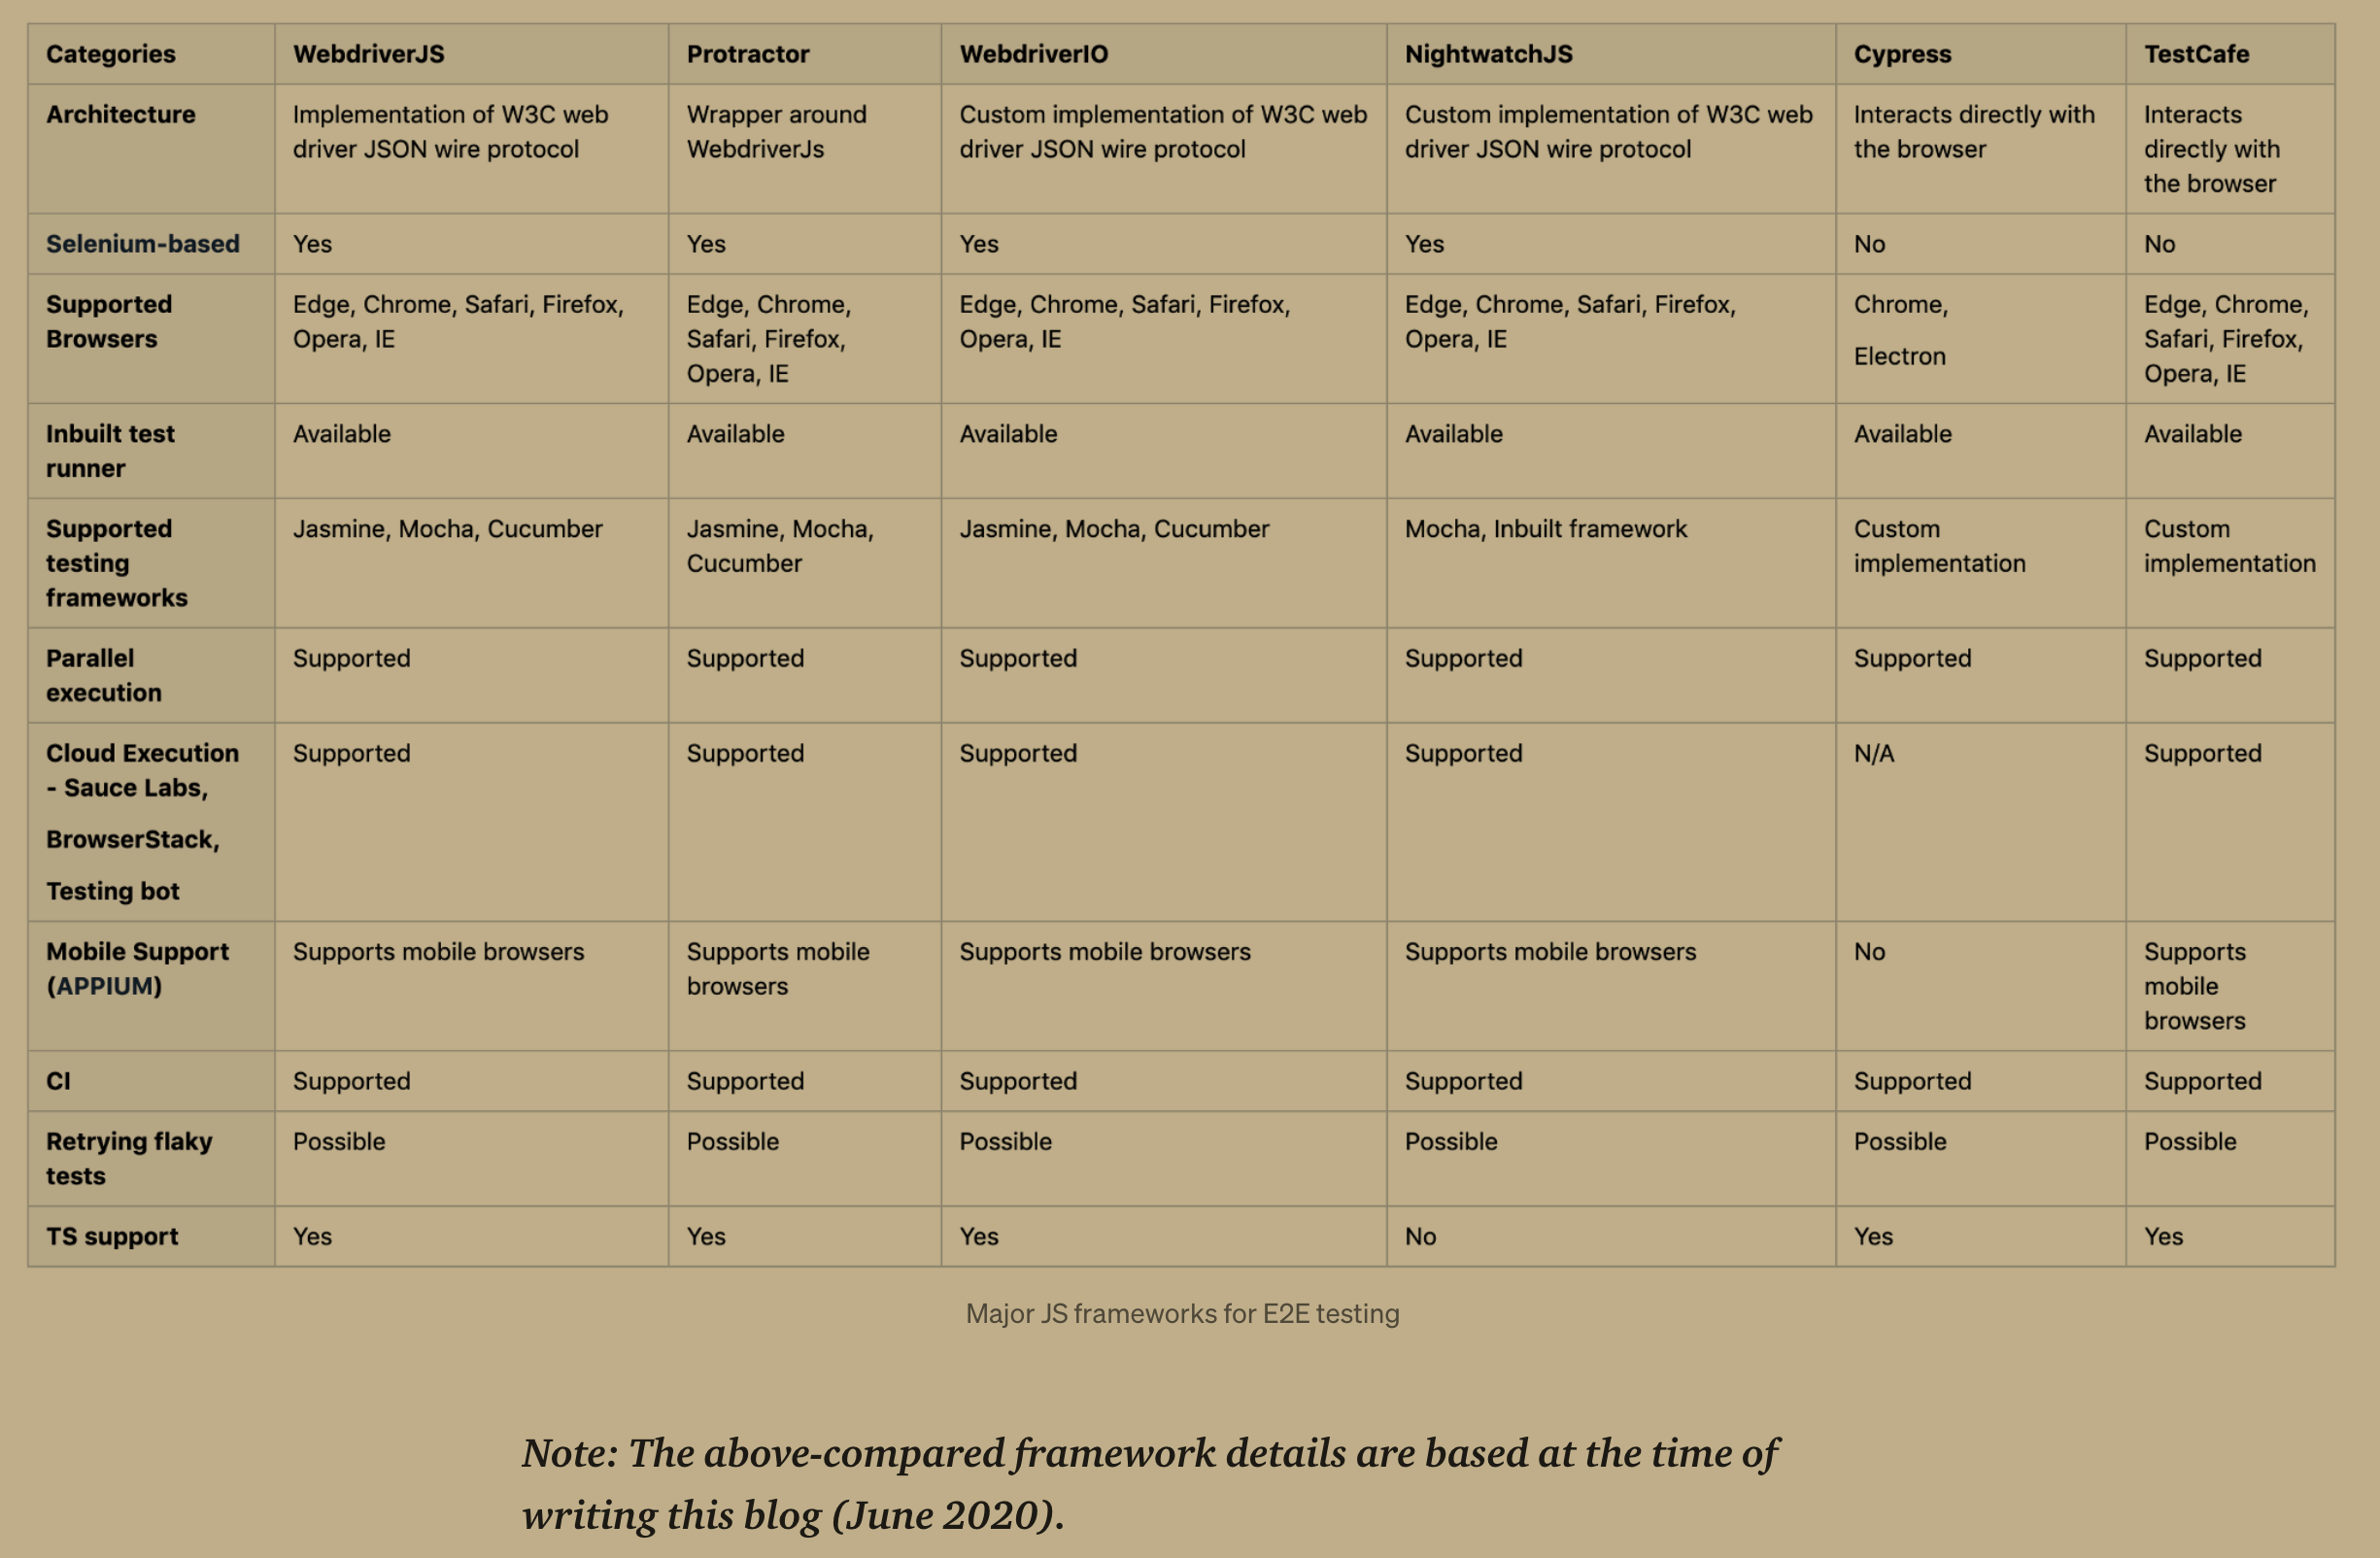 Categories WebdriverJS Protractor WebdriverIO NightwatchJS Cypress TestCafe
Architecture
Implementation of W3C web
driver JSON wire protocol
Wrapper around
WebdriverJs
Custom implementation of W3C web
driver JSON wire protocol
Custom implementation of W3C web
driver JSON wire protocol
Interacts directly with
the browser
Interacts
directly with
the browser
Selenium-based Yes Yes Yes Yes No No
Supported
Browsers
Edge, Chrome, Safari, Firefox,
Opera, IE
Edge, Chrome,
Safari, Firefox,
Opera, IE
Edge, Chrome, Safari, Firefox,
Opera, IE
Edge, Chrome, Safari, Firefox,
Opera, IE
Chrome,
Electron
Edge, Chrome,
Safari, Firefox,
Opera, IE
Inbuilt test
runner
Available Available Available Available Available Available
Supported
testing
frameworks
Jasmine, Mocha, Cucumber
Jasmine, Mocha,
Cucumber
Jasmine, Mocha, Cucumber
Mocha, Inbuilt framework
Custom
implementation
Custom
implementation
Parallel
execution
Supported Supported Supported Supported Supported Supported
Cloud Execution
- Sauce Labs,
BrowserStack,
Testing bot
Supported Supported Supported Supported N/A Supported
Mobile Support
(APPIUM)
Supports mobile browsers
Supports mobile
browsers
Supports mobile browsers
Supports mobile browsers
No
Supports
mobile
browsers
CI Supported Supported Supported Supported Supported Supported
Retrying flaky
tests
Possible Possible Possible Possible Possible Possible
TS support Yes Yes Yes No Yes Yes
Major JS frameworks for E2E testing
Note: The above-compared framework details are based at the time of
writing this blog (June 2020).